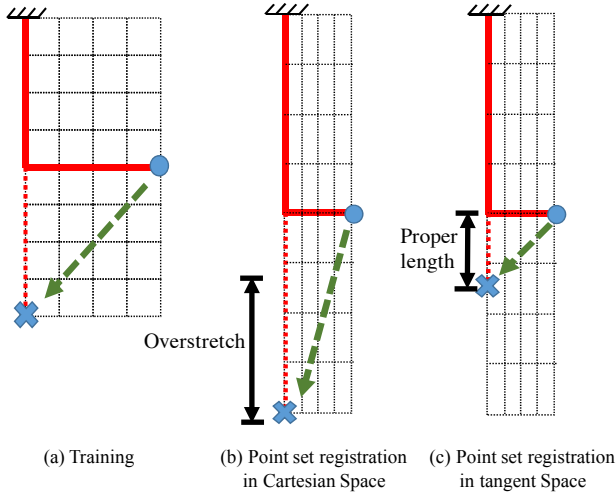 Proper
length
Overstretch
(a) Training
(b) Point set registration
in Cartesian Space
(c) Point set registration
in tangent Space